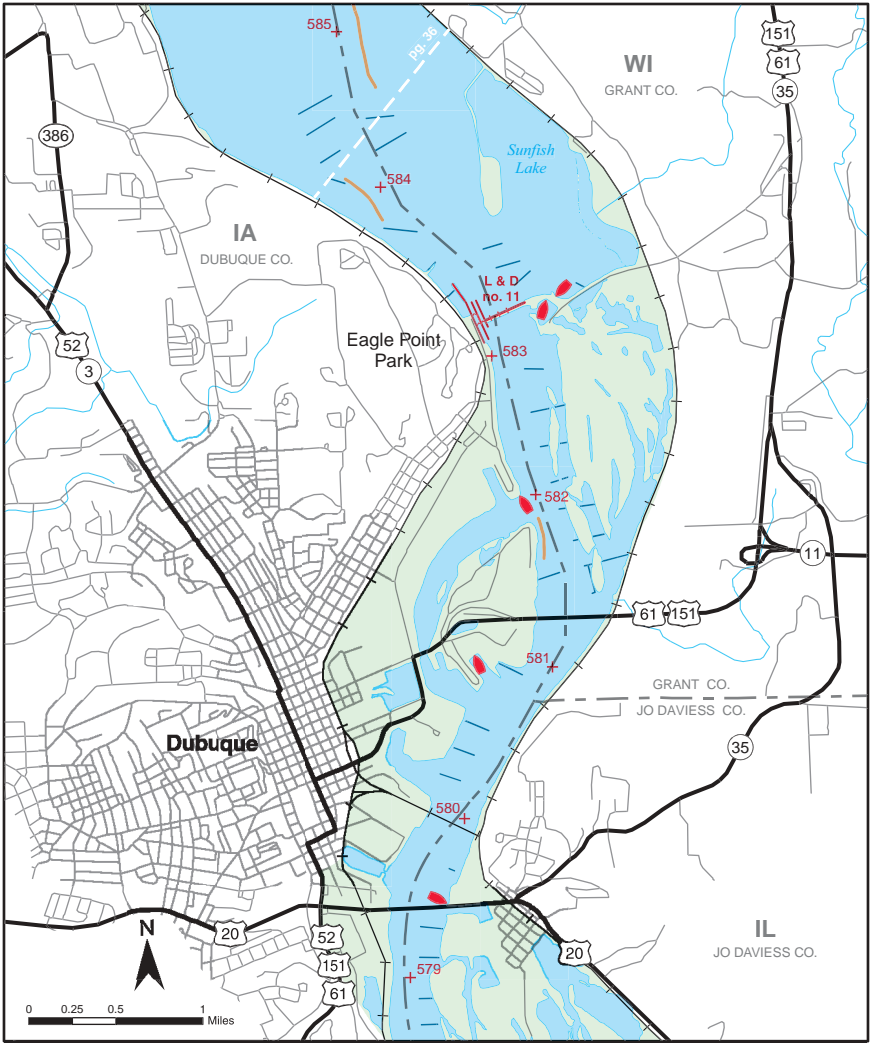 585
pg. 36
WI
GRANT CO.
151
61
35
386
Sunfish
Lake
584
IA
DUBUQUE CO.
L & D
no. 11
Eagle Point
Park
583
52
3
582
11
61
151
581
GRANT CO.
JO DAVIESS CO.
Dubuque
35
580
N
20
52
151
61
IL
JO DAVIESS CO.
20
579
0
0.25
0.5
1
Miles